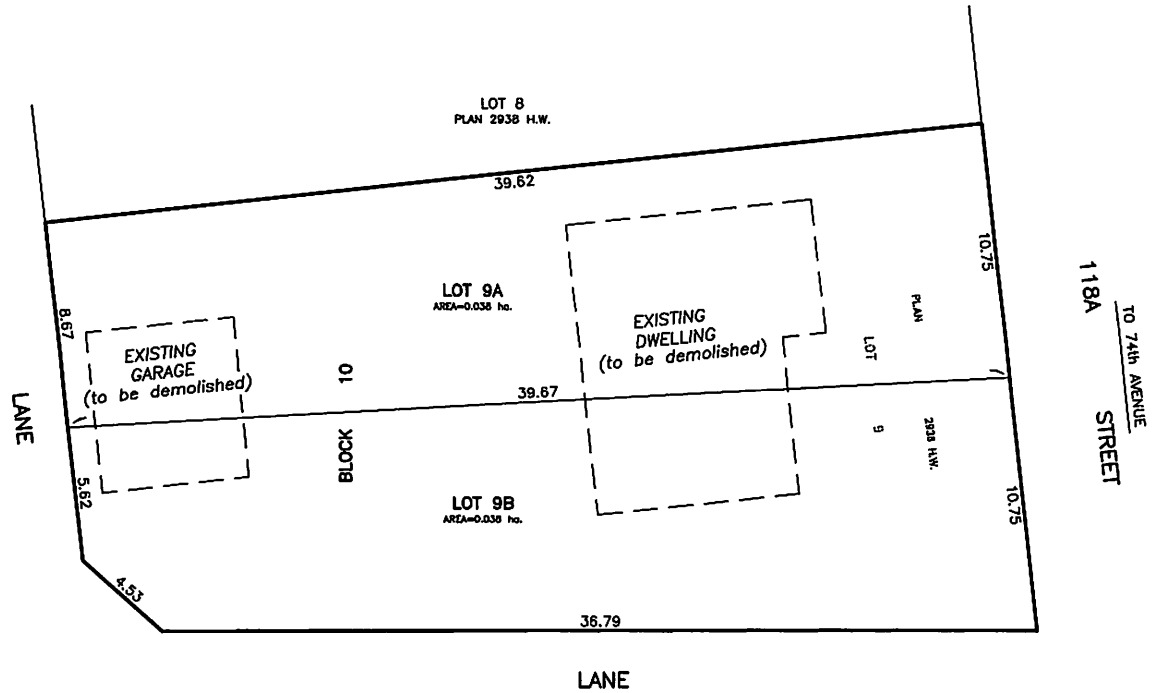 LOT 8
PLAN 2938 H.W.
39.62
10.75
118A
TO 74th AVENUE
STREET
LOT 9A
AREA=0.038 ha.
8.67
EXISTING
GARAGE
(to be demolished)
EXISTING
DWELLING
(to be demolished)
PLAN
LOT
BLOCK 10
39.67
LANE
5.62
9
2938 H.W.
LOT 9B
AREA=0.038 ha.
10.75
4.53
36.79
LANE